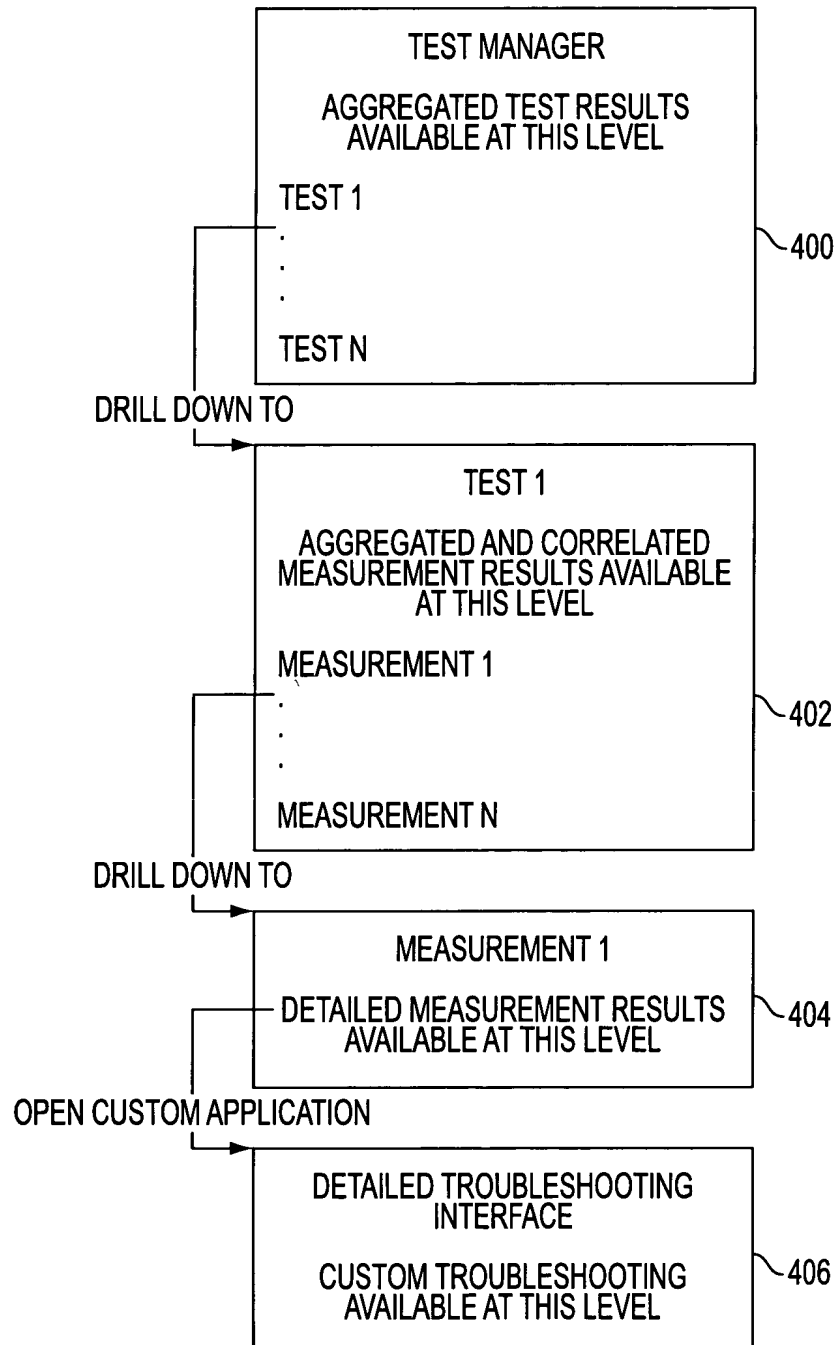 TEST MANAGER
AGGREGATED TEST RESULTS
AVAILABLE AT THIS LEVEL
TEST 1
.
.
.
TEST N
400
DRILL DOWN TO
TEST 1
AGGREGATED AND CORRELATED
MEASUREMENT RESULTS AVAILABLE
AT THIS LEVEL
MEASUREMENT 1
.
.
.
MEASUREMENT N
402
DRILL DOWN TO
MEASUREMENT 1
DETAILED MEASUREMENT RESULTS
AVAILABLE AT THIS LEVEL
404
OPEN CUSTOM APPLICATION
DETAILED TROUBLESHOOTING
INTERFACE
CUSTOM TROUBLESHOOTING
AVAILABLE AT THIS LEVEL
406